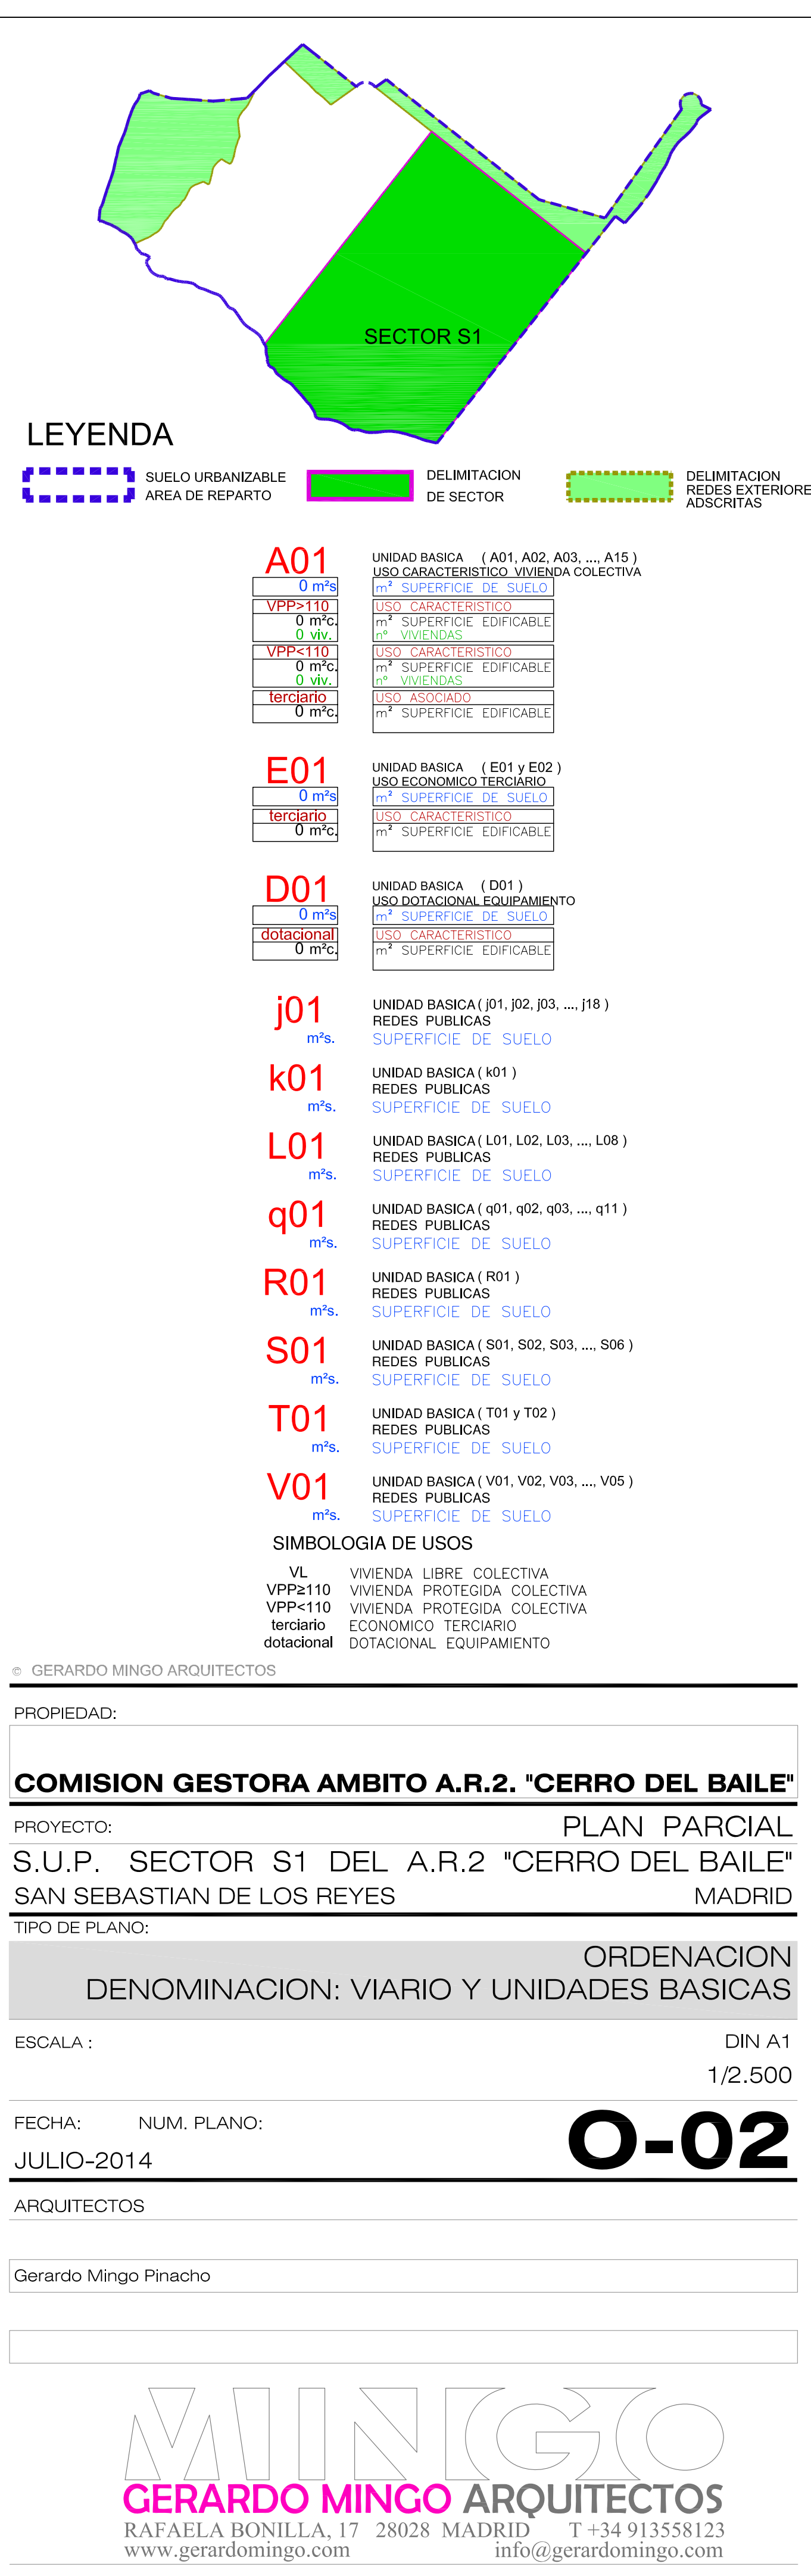 SECTOR S1
LEYENDA
SUELO URBANIZABLE
AREA DE REPARTO
DELIMITACION
DE SECTOR
DELIMITACION
REDES EXTERIORE
ADSCRITAS
A01 UNIDAD BASICA ( A01, A02, A03, ..., A15 )
USO CARACTERISTICO VIVIENDA COLECTIVA
0 m²s m² SUPERFICIE DE SUELO
VPP>110 USO CARACTERISTICO
0 m²c. m² SUPERFICIE EDIFICABLE
0 viv. nº VIVIENDAS
VPP<110 USO CARACTERISTICO
0 m²c. m² SUPERFICIE EDIFICABLE
0 viv. nº VIVIENDAS
terciario USO ASOCIADO
0 m²c. m² SUPERFICIE EDIFICABLE
E01 UNIDAD BASICA ( E01 y E02 )
USO ECONOMICO TERCIARIO
0 m²s m² SUPERFICIE DE SUELO
terciario USO CARACTERISTICO
0 m²c. m² SUPERFICIE EDIFICABLE
D01 UNIDAD BASICA ( D01 )
USO DOTACIONAL EQUIPAMIENTO
0 m²s m² SUPERFICIE DE SUELO
dotacional USO CARACTERISTICO
0 m²c. m² SUPERFICIE EDIFICABLE
j01 UNIDAD BASICA ( j01, j02, j03, ..., j18 )
REDES PUBLICAS
m²s. SUPERFICIE DE SUELO
k01 UNIDAD BASICA ( k01 )
REDES PUBLICAS
m²s. SUPERFICIE DE SUELO
L01 UNIDAD BASICA ( L01, L02, L03, ..., L08 )
REDES PUBLICAS
m²s. SUPERFICIE DE SUELO
q01 UNIDAD BASICA ( q01, q02, q03, ..., q11 )
REDES PUBLICAS
m²s. SUPERFICIE DE SUELO
R01 UNIDAD BASICA ( R01 )
REDES PUBLICAS
m²s. SUPERFICIE DE SUELO
S01 UNIDAD BASICA ( S01, S02, S03, ..., S06 )
REDES PUBLICAS
m²s. SUPERFICIE DE SUELO
T01 UNIDAD BASICA ( T01 y T02 )
REDES PUBLICAS
m²s. SUPERFICIE DE SUELO
V01 UNIDAD BASICA ( V01, V02, V03, ..., V05 )
REDES PUBLICAS
m²s. SUPERFICIE DE SUELO
SIMBOLOGIA DE USOS
VL VIVIENDA LIBRE COLECTIVA
VPP≥110 VIVIENDA PROTEGIDA COLECTIVA
VPP<110 VIVIENDA PROTEGIDA COLECTIVA
terciario ECONOMICO TERCIARIO
dotacional DOTACIONAL EQUIPAMIENTO
© GERARDO MINGO ARQUITECTOS
PROPIEDAD:
COMISION GESTORA AMBITO A.R.2. "CERRO DEL BAILE"
PROYECTO: PLAN PARCIAL
S.U.P. SECTOR S1 DEL A.R.2 "CERRO DEL BAILE"
SAN SEBASTIAN DE LOS REYES MADRID
TIPO DE PLANO:
ORDENACION
DENOMINACION: VIARIO Y UNIDADES BASICAS
ESCALA : DIN A1
1/2.500
FECHA: NUM. PLANO:
JULIO-2014 O-02
ARQUITECTOS
Gerardo Mingo Pinacho
MINGO
GERARDO MINGO ARQUITECTOS
RAFAELA BONILLA, 17 28028 MADRID T +34 913558123
www.gerardomingo.com info@gerardomingo.com